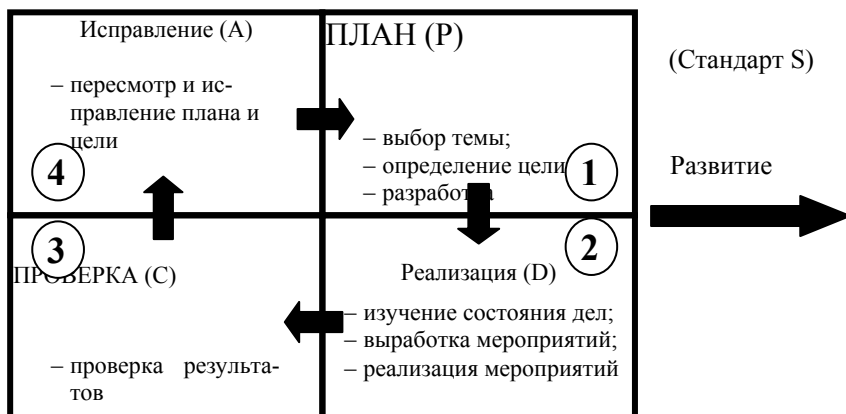 Исправление (А)
– пересмотр и ис-
правление плана и
цели
4
ПЛАН (Р)
– выбор темы;
– определение цели
– разработка
1
(Стандарт S)
Развитие
3
ПРОВЕРКА (С)
– проверка результа-
тов
2
Реализация (D)
– изучение состояния дел;
– выработка мероприятий;
– реализация мероприятий